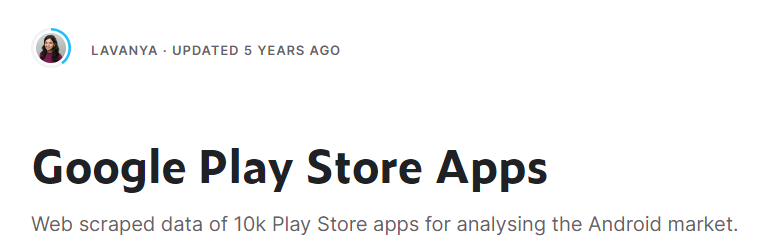 LAVANYA · UPDATED 5 YEARS AGO
Google Play Store Apps
Web scraped data of 10k Play Store apps for analysing the Android market.